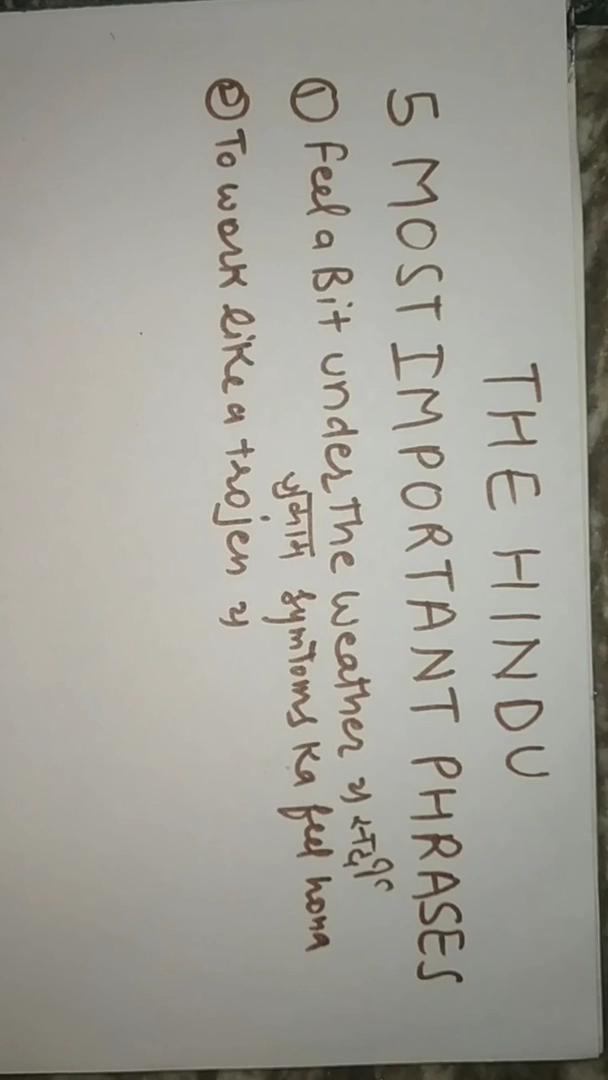 THE HINDU
5 MOST IMPORTANT PHRASES
① feel a Bit under The weather ⇒ सर्दी
जुकाम symtoms ka feel hona
② To work like a trojen ⇒